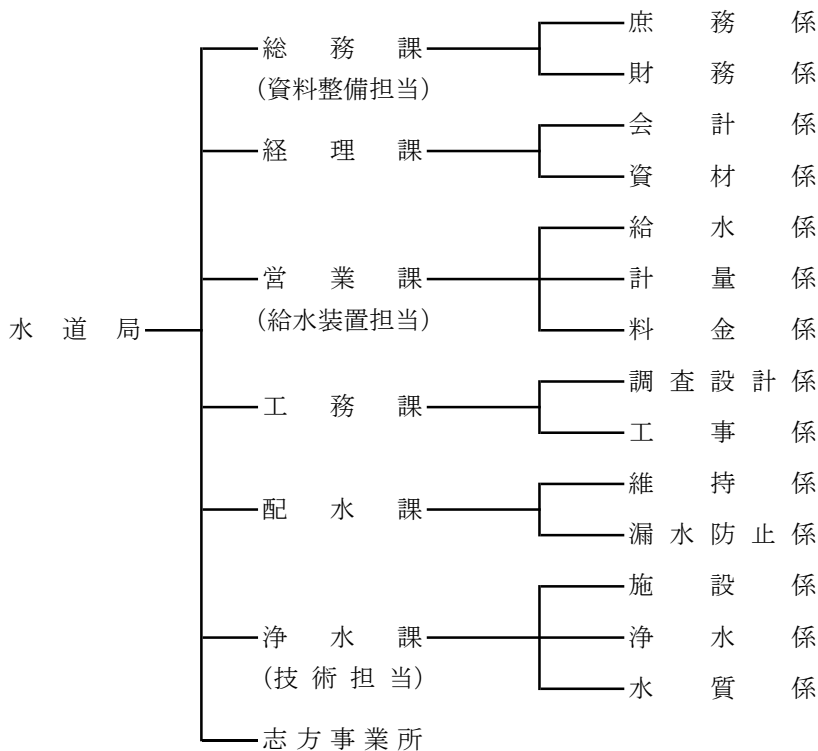 水道局
総務課
(資料整備担当)
庶務係
財務係
経理課
会計係
資材係
営業課
(給水装置担当)
給水係
計量係
料金係
工務課
調査設計係
工事係
配水課
維持係
漏水防止係
浄水課
(技術担当)
施設係
浄水係
水質係
志方事業所